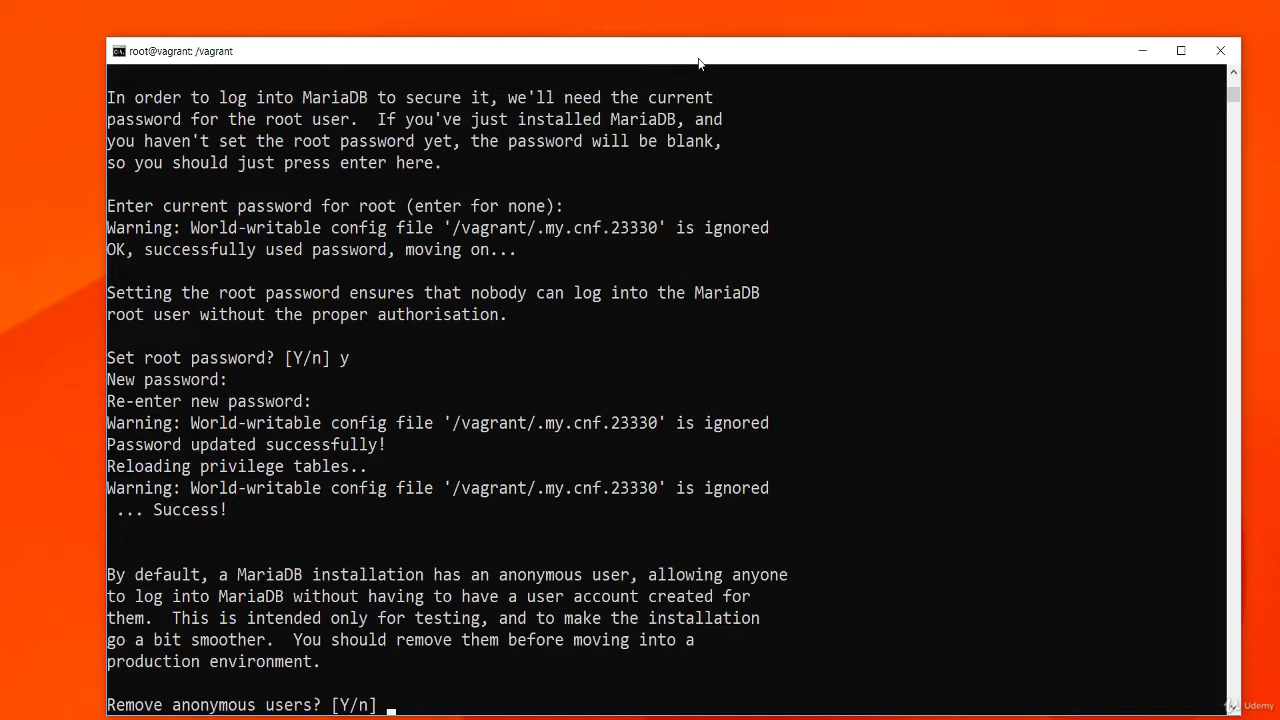 root@vagrant: /vagrant
In order to log into MariaDB to secure it, we'll need the current
password for the root user.  If you've just installed MariaDB, and
you haven't set the root password yet, the password will be blank,
so you should just press enter here.
Enter current password for root (enter for none):
Warning: World-writable config file '/vagrant/.my.cnf.23330' is ignored
OK, successfully used password, moving on...
Setting the root password ensures that nobody can log into the MariaDB
root user without the proper authorisation.
Set root password? [Y/n] y
New password:
Re-enter new password:
Warning: World-writable config file '/vagrant/.my.cnf.23330' is ignored
Password updated successfully!
Reloading privilege tables..
Warning: World-writable config file '/vagrant/.my.cnf.23330' is ignored
 ... Success!
By default, a MariaDB installation has an anonymous user, allowing anyone
to log into MariaDB without having to have a user account created for
them.  This is intended only for testing, and to make the installation
go a bit smoother.  You should remove them before moving into a
production environment.
Remove anonymous users? [Y/n] _
Udemy